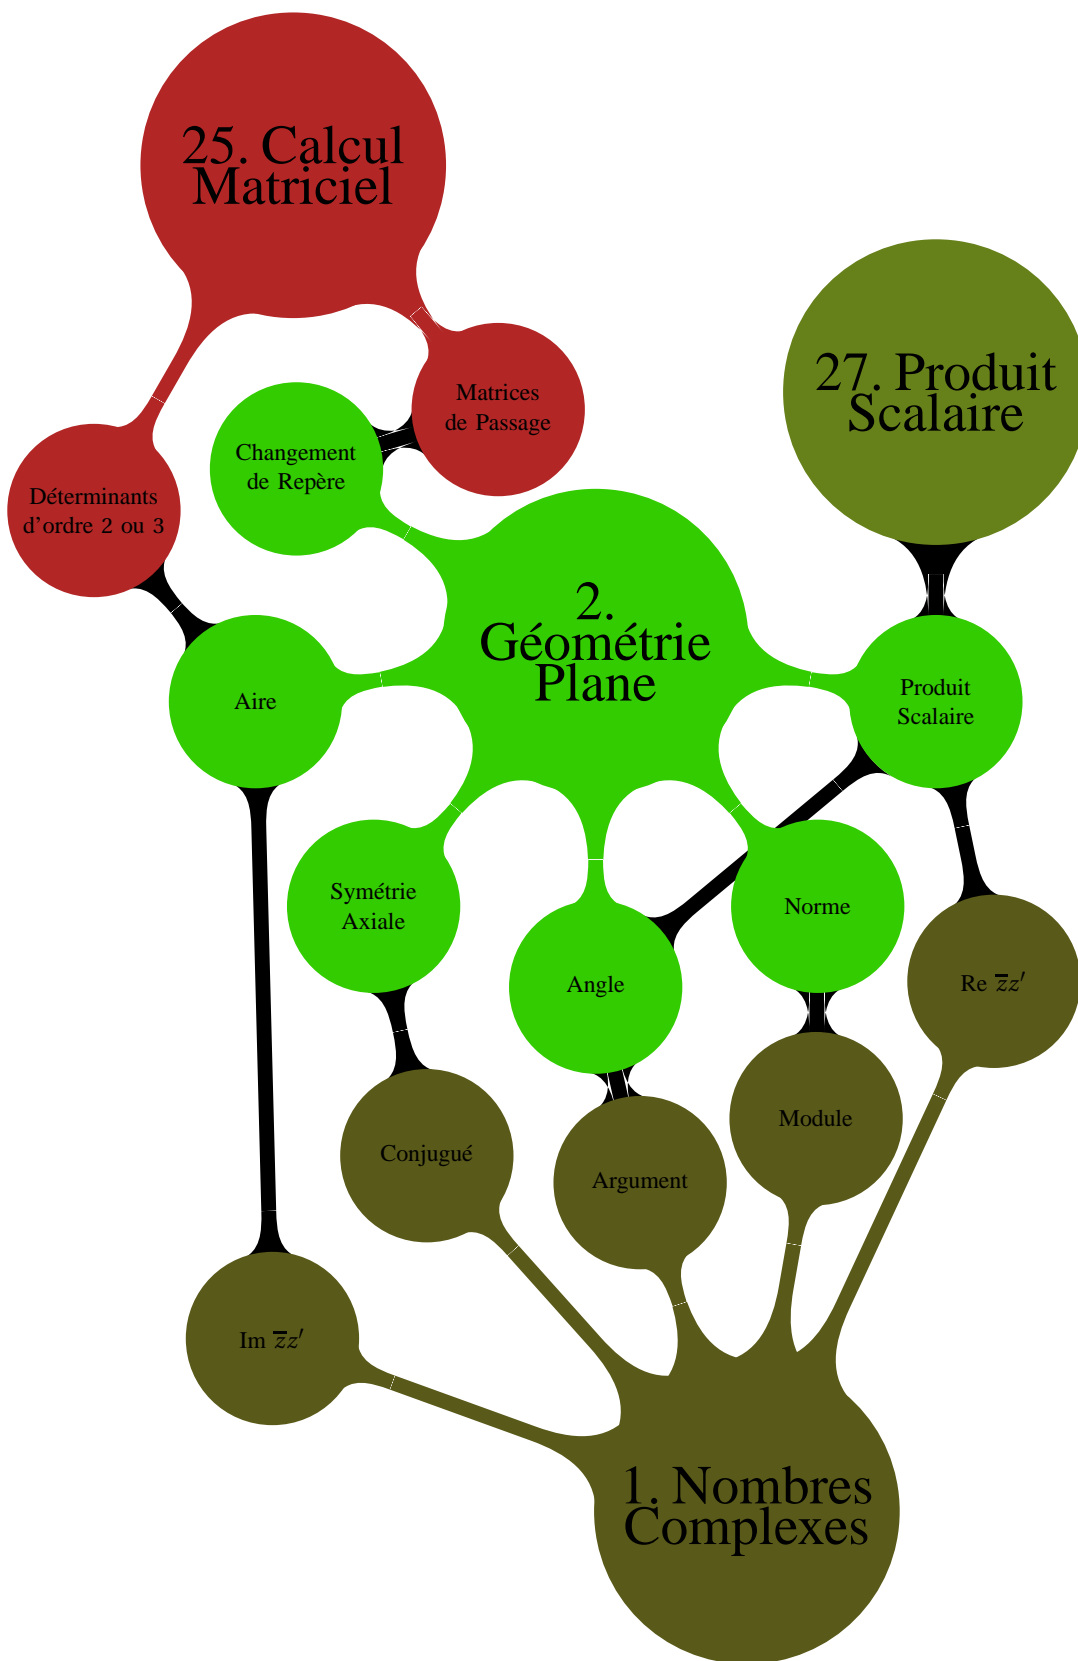 25. Calcul
Matriciel
27. Produit
Scalaire
Matrices
de Passage
Changement
de Repère
Déterminants
d'ordre 2 ou 3
2.
Géométrie
Plane
Aire
Produit
Scalaire
Symétrie
Axiale
Norme
Angle
Re z̅z′
Module
Conjugué
Argument
Im z̅z′
1. Nombres
Complexes